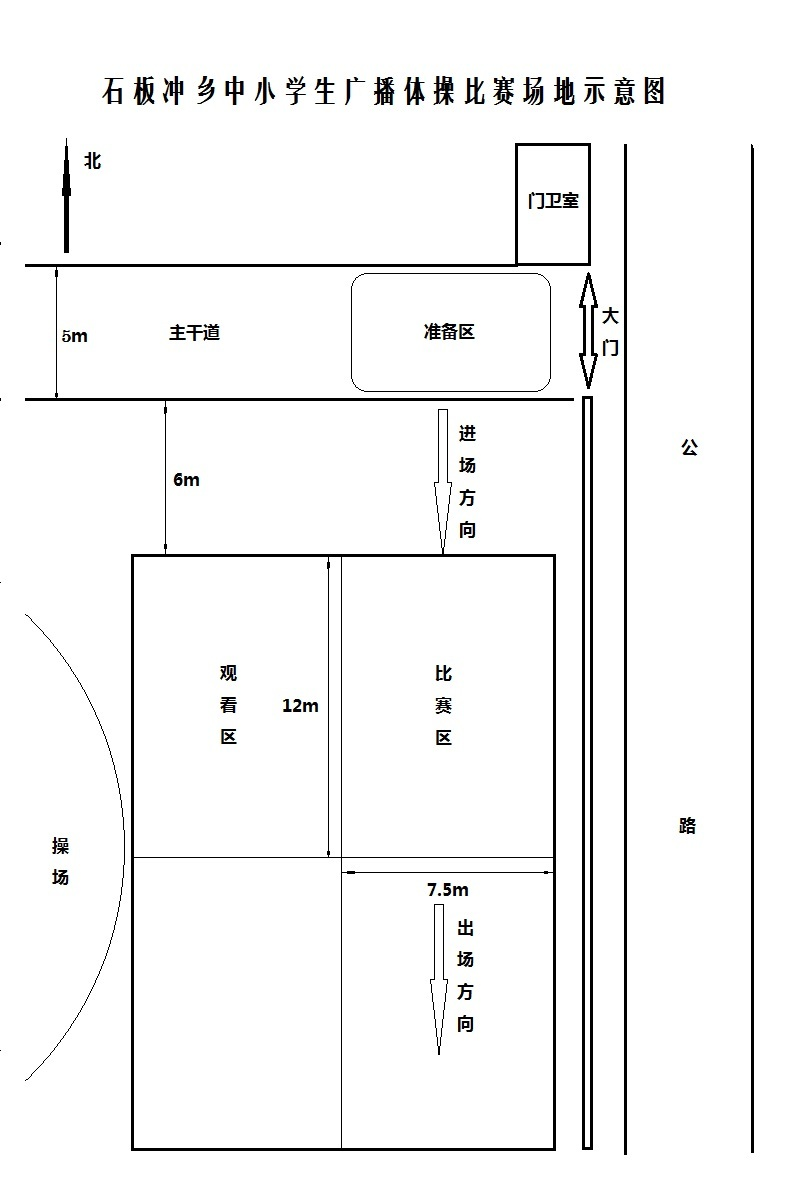 石板冲乡中小学生广播体操比赛场地示意图
北
门卫室
大门
5m
主干道
准备区
公路
进场方向
6m
观看区
12m
比赛区
操场
7.5m
出场方向